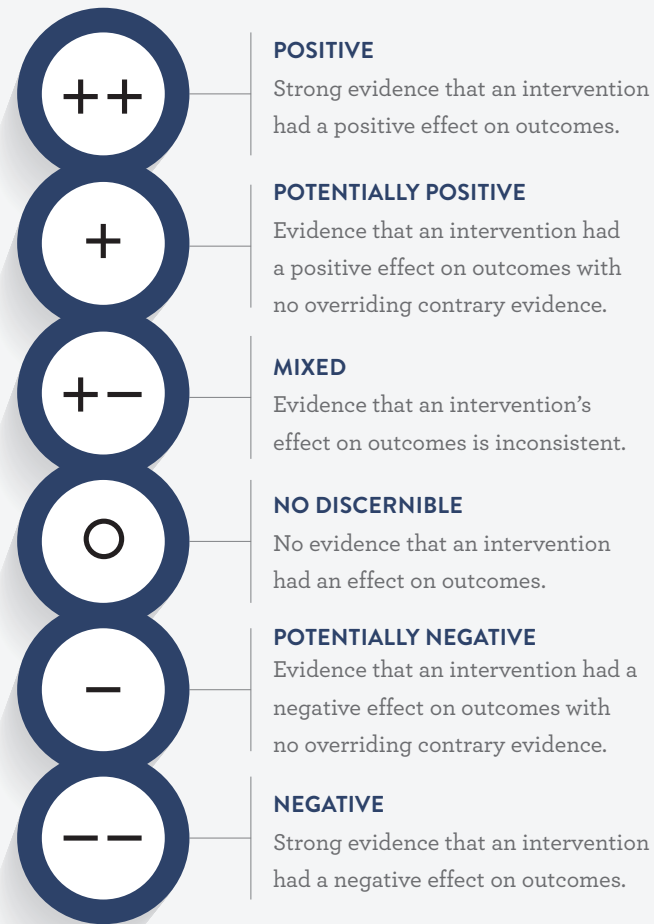 ++
POSITIVE
Strong evidence that an intervention
had a positive effect on outcomes.
+
POTENTIALLY POSITIVE
Evidence that an intervention had
a positive effect on outcomes with
no overriding contrary evidence.
+−
MIXED
Evidence that an intervention’s
effect on outcomes is inconsistent.
O
NO DISCERNIBLE
No evidence that an intervention
had an effect on outcomes.
−
POTENTIALLY NEGATIVE
Evidence that an intervention had a
negative effect on outcomes with
no overriding contrary evidence.
−−
NEGATIVE
Strong evidence that an intervention
had a negative effect on outcomes.